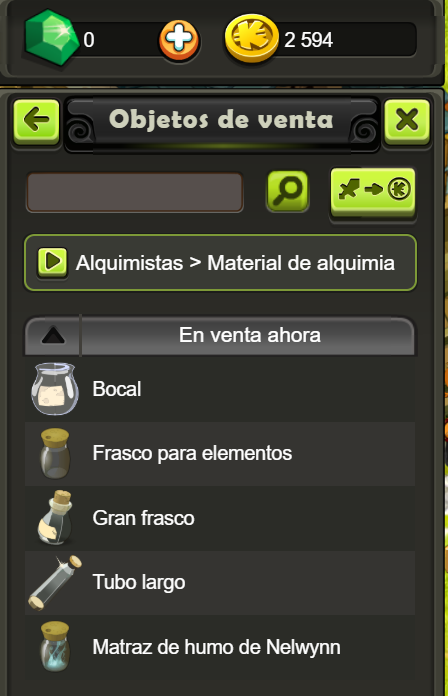 0
2 594
Objetos de venta
Alquimistas > Material de alquimia
En venta ahora
Bocal
Frasco para elementos
Gran frasco
Tubo largo
Matraz de humo de Nelwynn